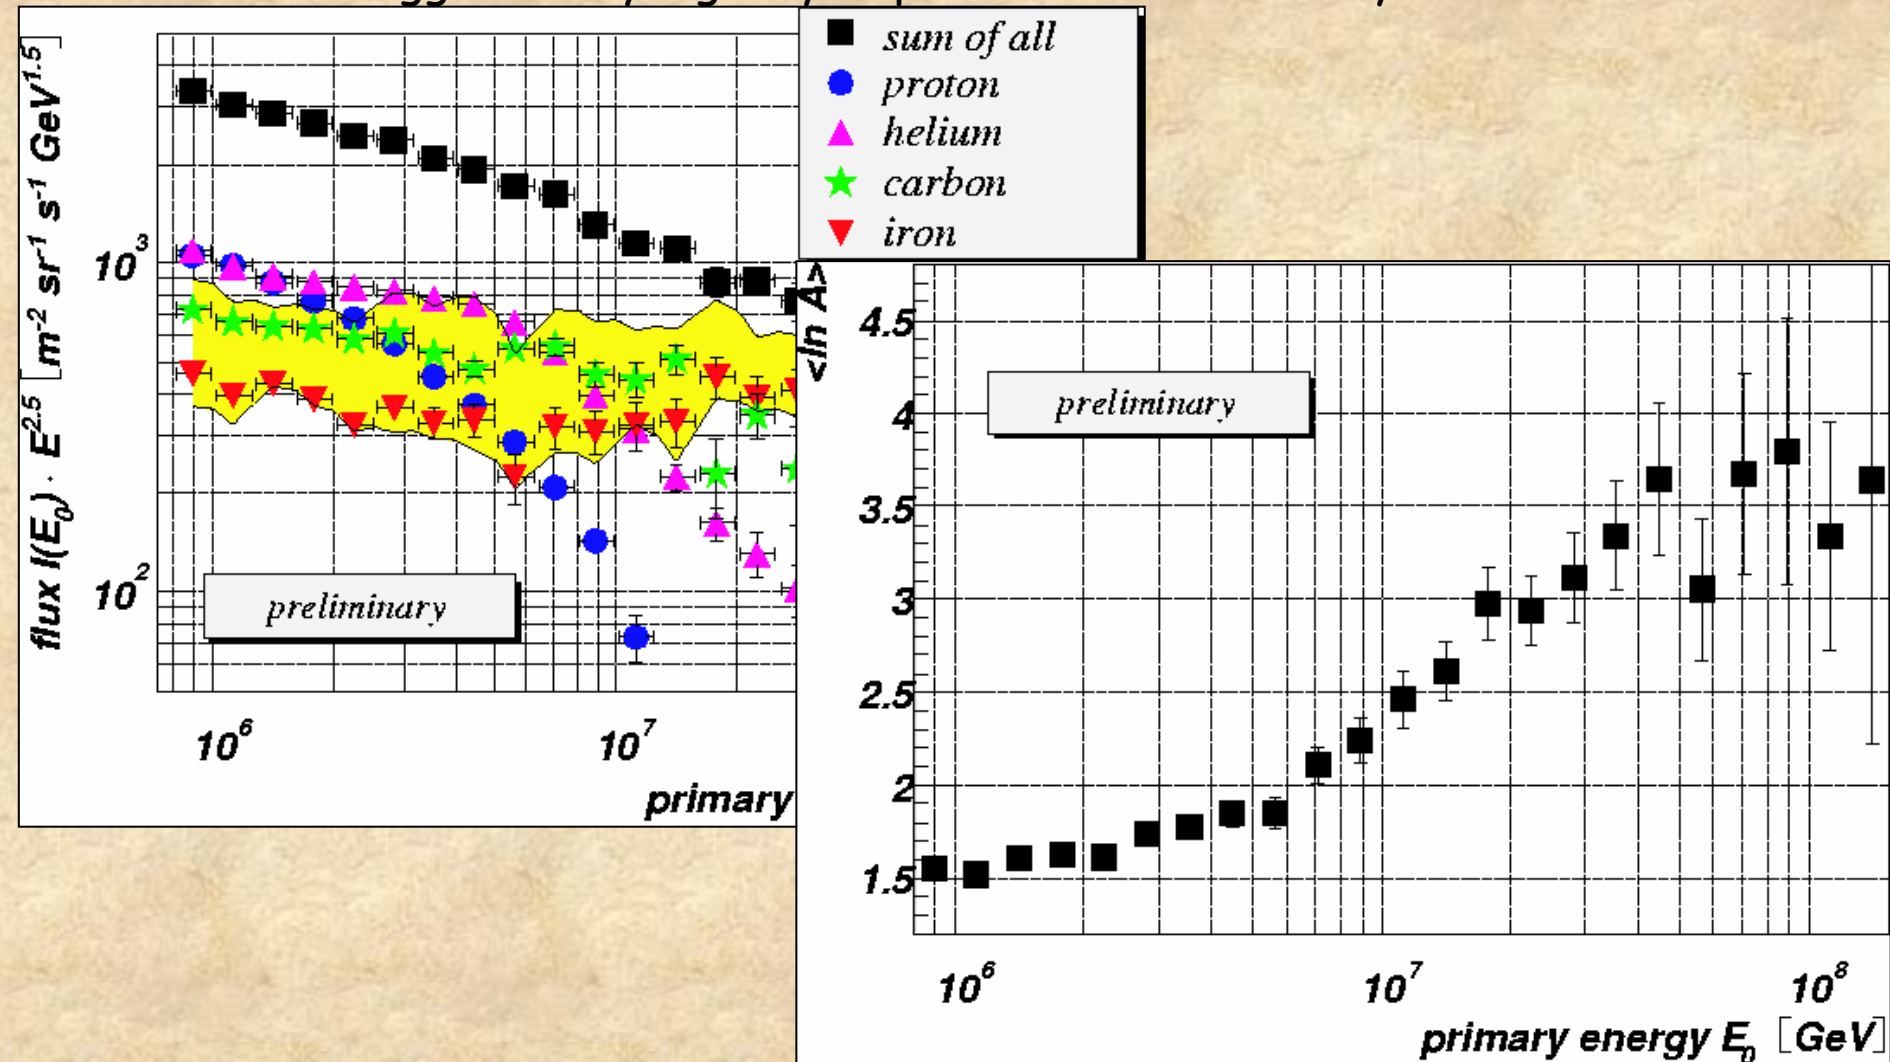 sum of all
proton
helium
carbon
iron
flux I(E₀) · E^2.5 [m^-2 sr^-1 s^-1 GeV^1.5]
10^3
10^2
preliminary
10^6 10^7
primary
<ln A>
4.5
4
3.5
3
2.5
2
1.5
preliminary
10^6 10^7 10^8
primary energy E₀ [GeV]